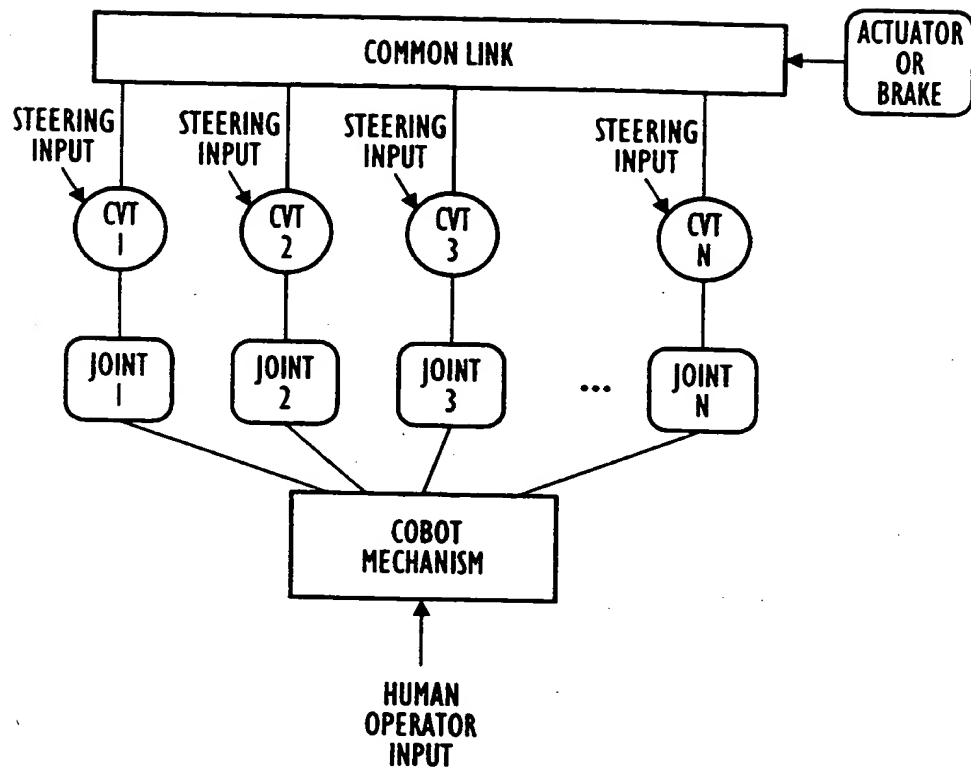 COMMON LINK
ACTUATOR
OR
BRAKE
STEERING
INPUT
STEERING
INPUT
STEERING
INPUT
STEERING
INPUT
CVT
1
CVT
2
CVT
3
CVT
N
JOINT
1
JOINT
2
JOINT
3
...
JOINT
N
COBOT
MECHANISM
HUMAN
OPERATOR
INPUT